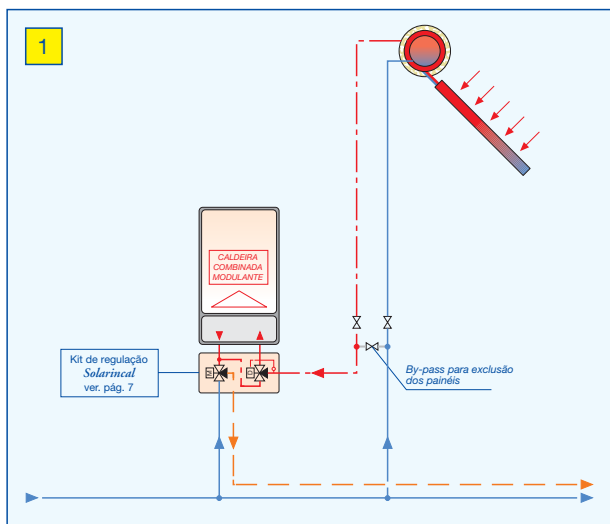 1
CALDEIRA
COMBINADA
MODULANTE
Kit de regulação
Solarincal
ver. pág. 7
M
D
By-pass para exclusão
dos painéis